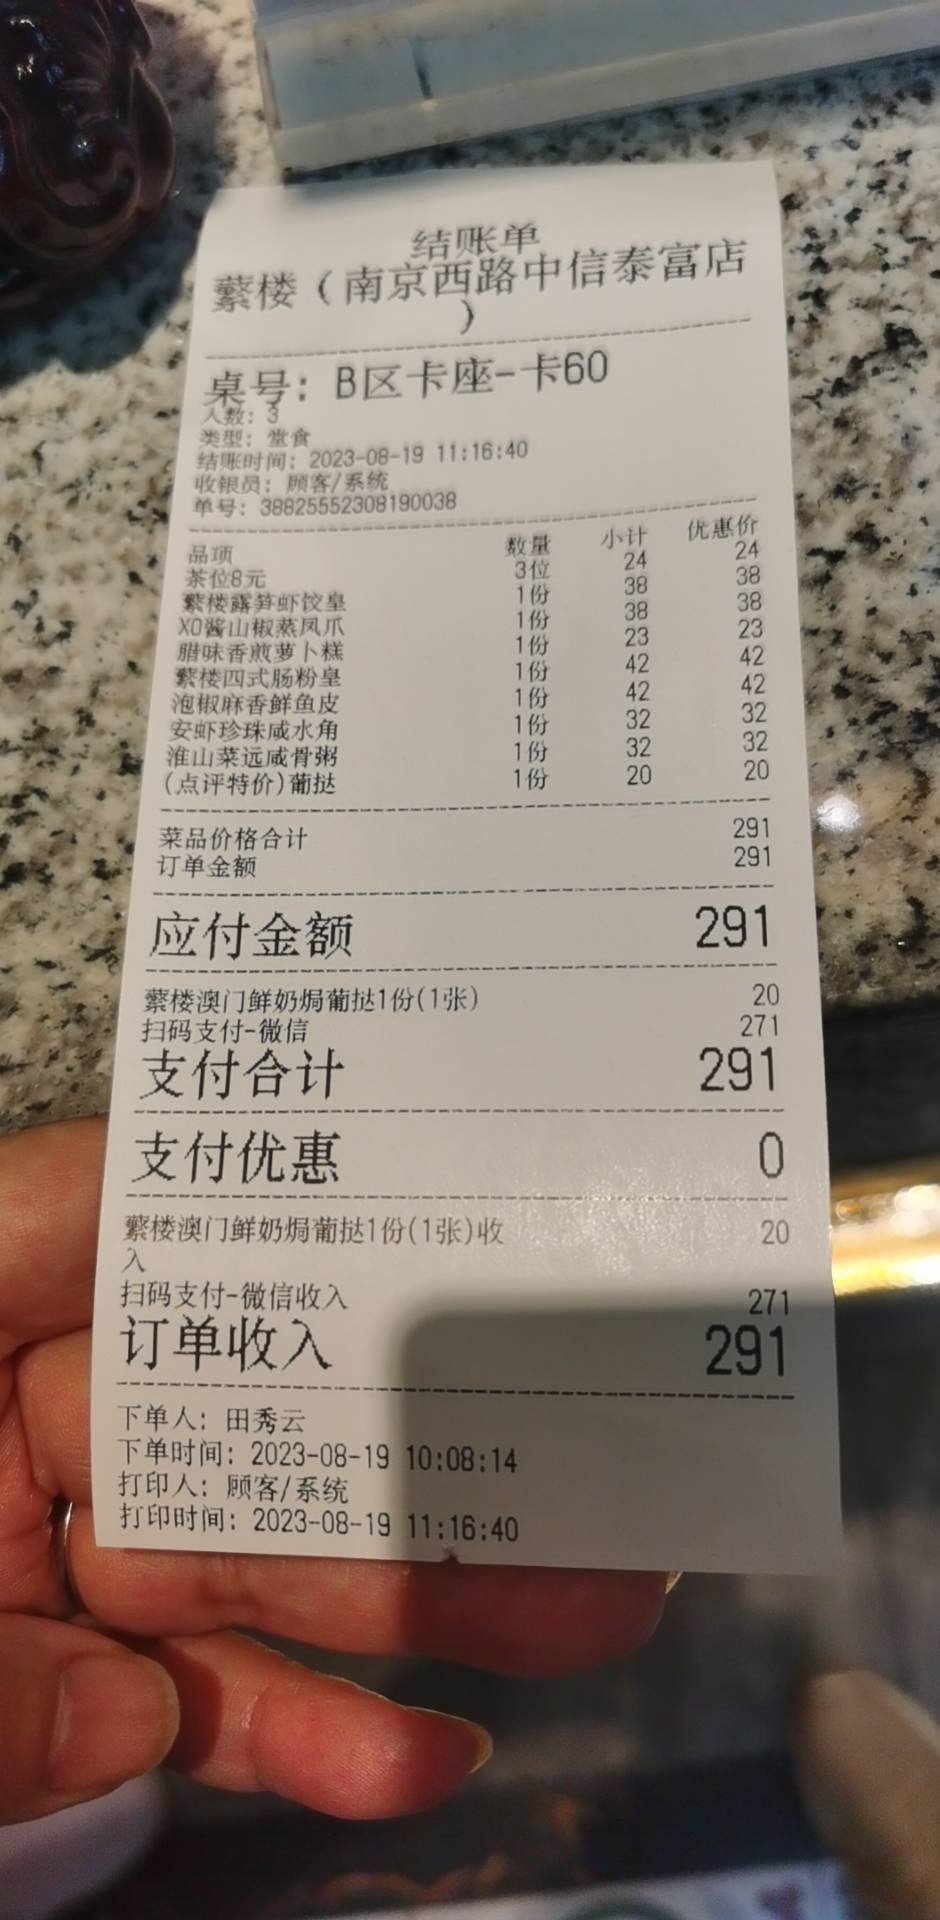 结账单
蘩楼（南京西路中信泰富店
）
桌号: B区卡座-卡60
人数: 3
类型: 堂食
结账时间: 2023-08-19 11:16:40
收银员: 顾客/系统
单号: 388255552308190038
品项 数量 小计 优惠价
茶位8元 3位 24 24
蘩楼露笋虾饺皇 1份 38 38
XO酱山椒蒸凤爪 1份 38 38
腊味香煎萝卜糕 1份 23 23
蘩楼四式肠粉皇 1份 42 42
泡椒麻香鲜鱼皮 1份 42 42
安虾珍珠咸水角 1份 32 32
淮山菜远咸骨粥 1份 32 32
(点评特价)葡挞 1份 20 20
菜品价格合计 291
订单金额 291
应付金额 291
蘩楼澳门鲜奶焗葡挞1份(1张) 20
扫码支付-微信 271
支付合计 291
支付优惠 0
蘩楼澳门鲜奶焗葡挞1份(1张)收 20
入
扫码支付-微信收入 271
订单收入 291
下单人: 田秀云
下单时间: 2023-08-19 10:08:14
打印人: 顾客/系统
打印时间: 2023-08-19 11:16:40